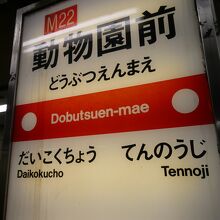 M22
動物園前
どうぶつえんまえ
Dobutsuen-mae
だいこくちょう てんのうじ
Daikokucho Tennoji